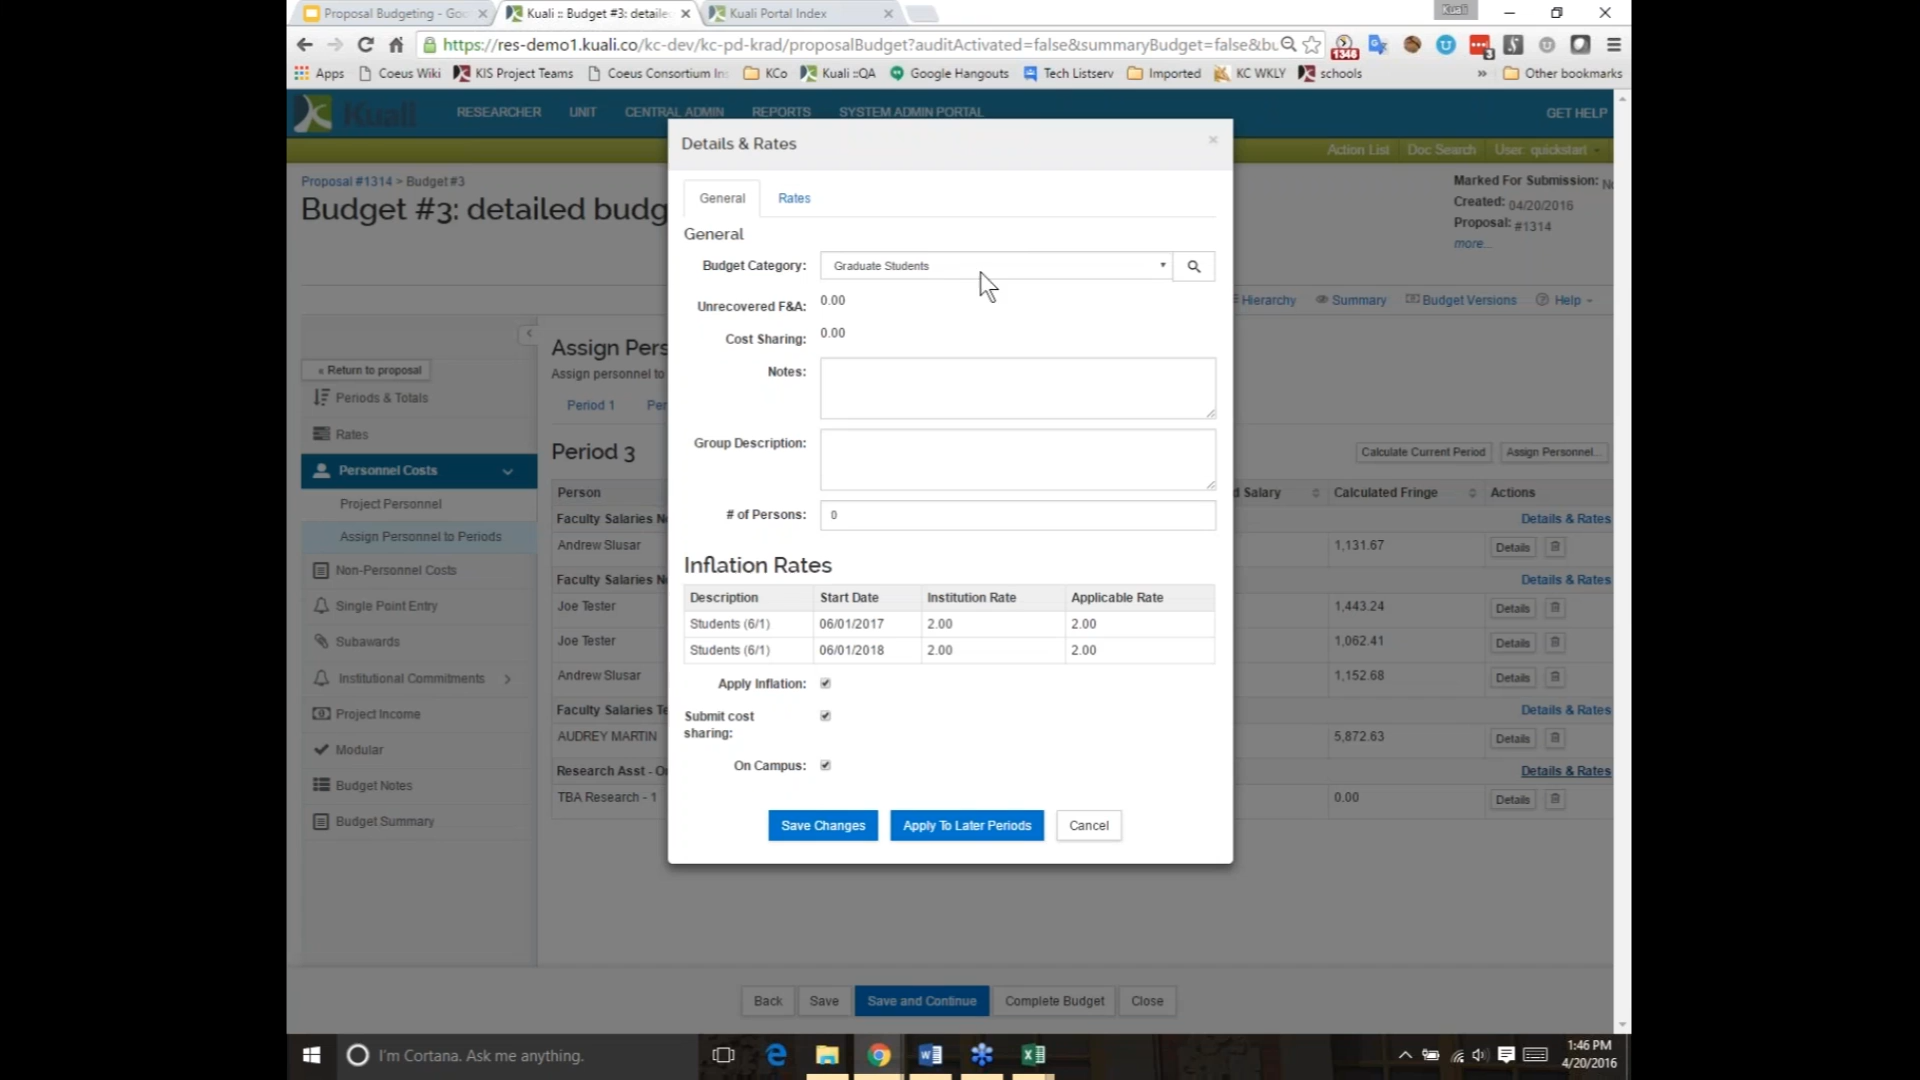 Proposal Budgeting - Goo
Kuali :: Budget #3: detaile
Kuali Portal Index
Kuali
https://res-demo1.kuali.co/kc-dev/kc-pd-krad/proposalBudget?auditActivated=false&summaryBudget=false&bu
1346
3
Apps
Coeus Wiki
KIS Project Teams
Coeus Consortium In
KCo
Kuali ::QA
Google Hangouts
Tech Listserv
Imported
KC WKLY
schools
»
Other bookmarks
Kuali
RESEARCHER
UNIT
CENTRAL ADMIN
REPORTS
SYSTEM ADMIN PORTAL
GET HELP
Action List
Doc Search
User: quickstart
Proposal #1314 > Budget #3
Budget #3: detailed budg
Marked For Submission: No
Created: 04/20/2016
Proposal: #1314
more...
Hierarchy
Summary
Budget Versions
Help
« Return to proposal
Periods & Totals
Rates
Personnel Costs
Project Personnel
Assign Personnel to Periods
Non-Personnel Costs
Single Point Entry
Subawards
Institutional Commitments
Project Income
Modular
Budget Notes
Budget Summary
Assign Pers
Assign personnel to
Period 1
Per
Period 3
Calculate Current Period
Assign Personnel...
Person
d Salary
Calculated Fringe
Actions
Faculty Salaries N
Details & Rates
Andrew Slusar
1,131.67
Details
Faculty Salaries N
Details & Rates
Joe Tester
1,443.24
Details
Joe Tester
1,062.41
Details
Andrew Slusar
1,152.68
Details
Faculty Salaries Te
Details & Rates
AUDREY MARTIN
5,872.63
Details
Research Asst - O
Details & Rates
TBA Research - 1
0.00
Details
Details & Rates
×
General
Rates
General
Budget Category:
Graduate Students
Unrecovered F&A:
0.00
Cost Sharing:
0.00
Notes:
Group Description:
# of Persons:
0
Inflation Rates
Description
Start Date
Institution Rate
Applicable Rate
Students (6/1)
06/01/2017
2.00
2.00
Students (6/1)
06/01/2018
2.00
2.00
Apply Inflation:
Submit cost
sharing:
On Campus:
Save Changes
Apply To Later Periods
Cancel
Back
Save
Save and Continue
Complete Budget
Close
I'm Cortana. Ask me anything.
1:46 PM
4/20/2016